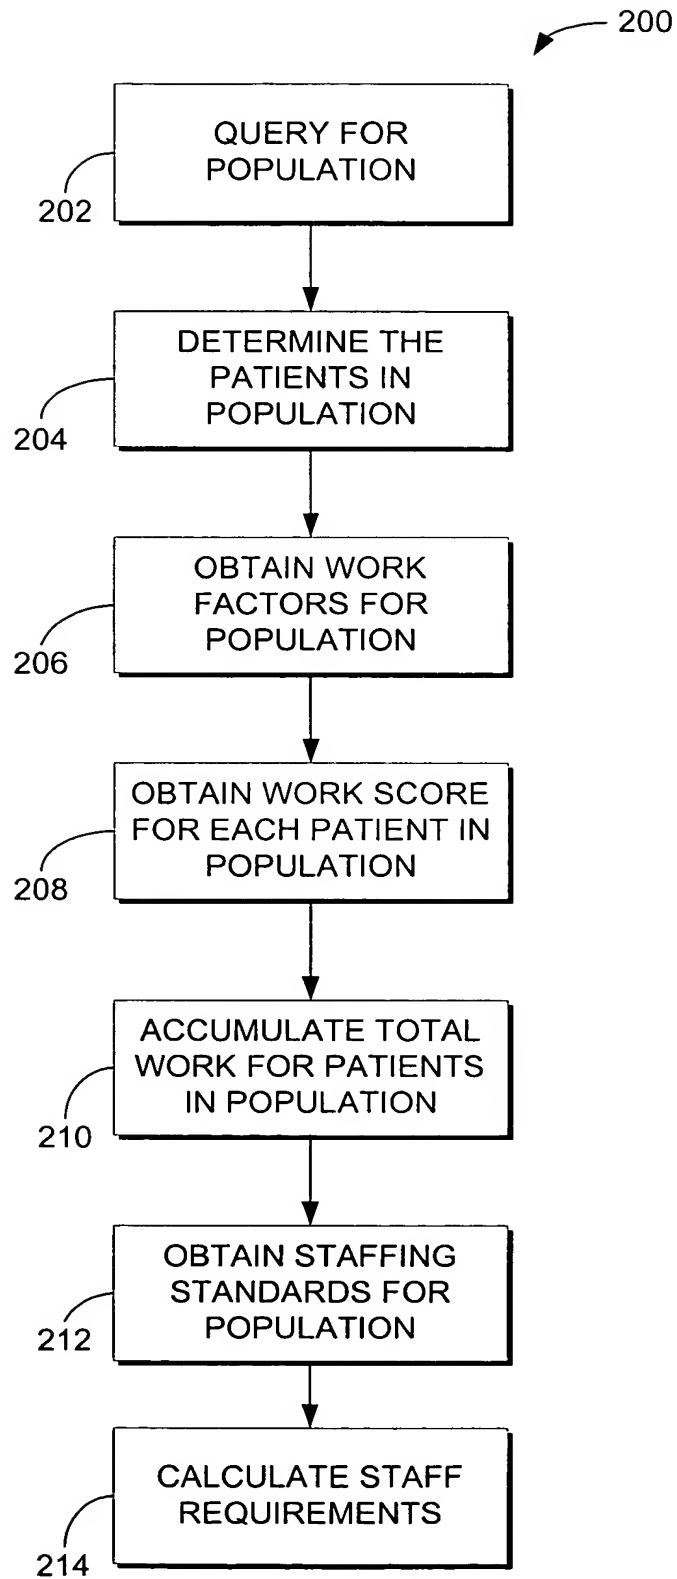 200
QUERY FOR
POPULATION
202
DETERMINE THE
PATIENTS IN
POPULATION
204
OBTAIN WORK
FACTORS FOR
POPULATION
206
OBTAIN WORK SCORE
FOR EACH PATIENT IN
POPULATION
208
ACCUMULATE TOTAL
WORK FOR PATIENTS
IN POPULATION
210
OBTAIN STAFFING
STANDARDS FOR
POPULATION
212
CALCULATE STAFF
REQUIREMENTS
214